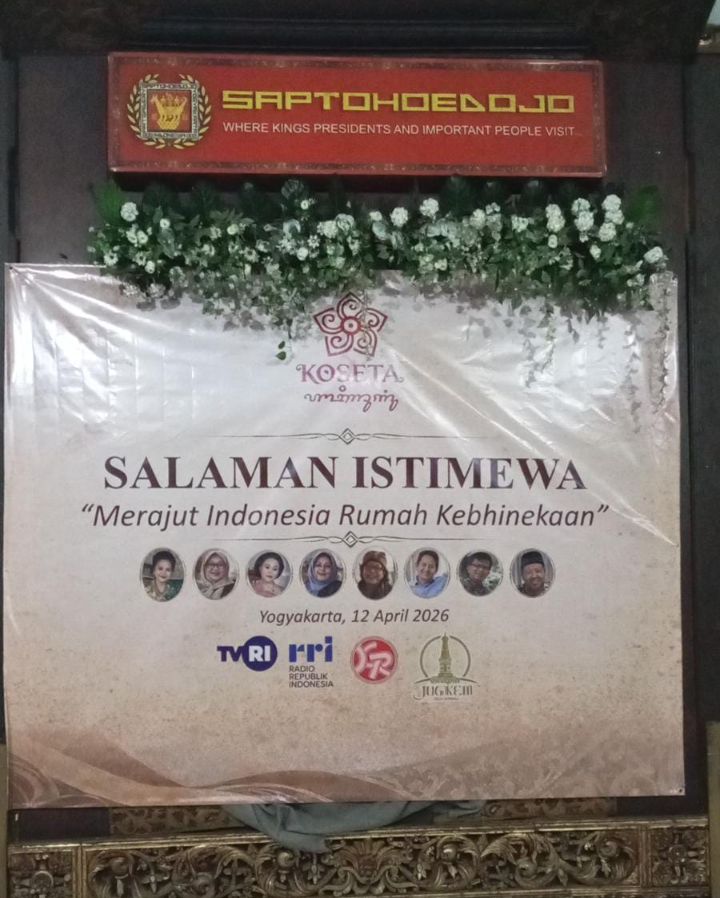 SAPTOHOEDOJO
WHERE KINGS PRESIDENTS AND IMPORTANT PEOPLE VISIT...
KOSETA
SALAMAN ISTIMEWA
“Merajut Indonesia Rumah Kebhinekaan”
Yogyakarta, 12 April 2026
TVRI
rri
RADIO
REPUBLIK
INDONESIA